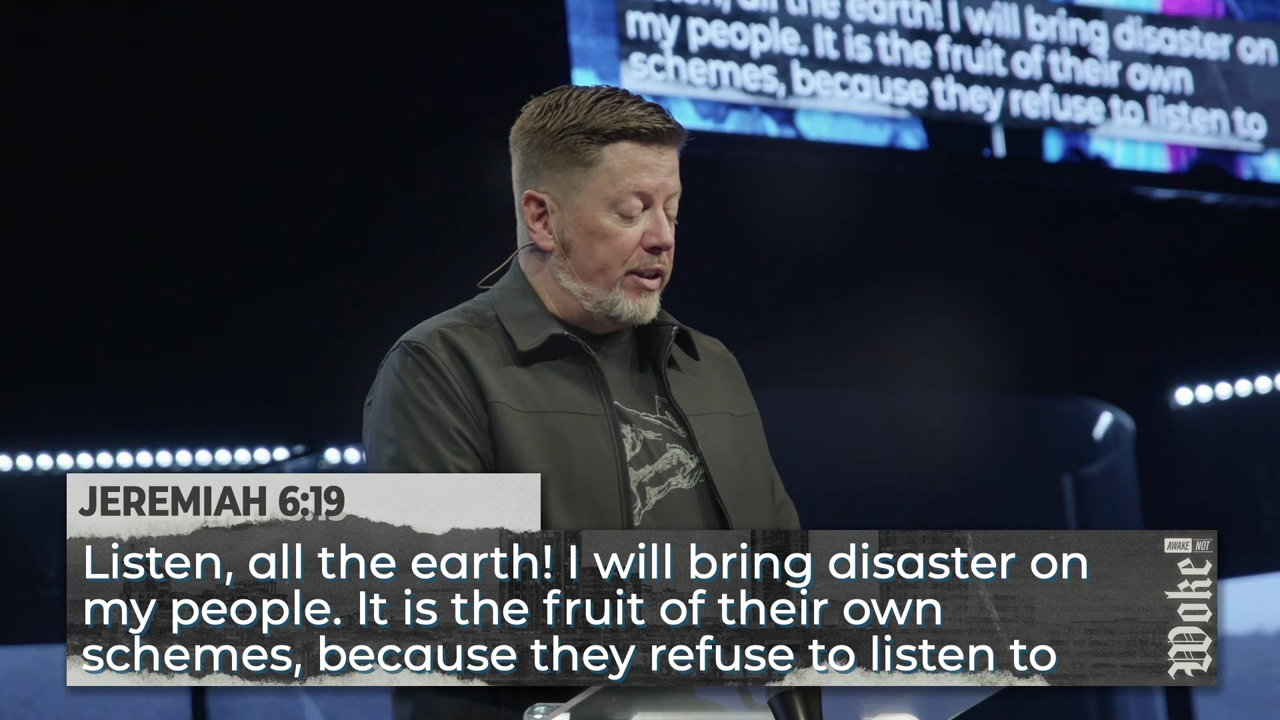 listen, all the earth! I will bring disaster on
my people. It is the fruit of their own
schemes, because they refuse to listen to
JEREMIAH 6:19
Listen, all the earth! I will bring disaster on
my people. It is the fruit of their own
schemes, because they refuse to listen to
AWAKE NOT
Woke